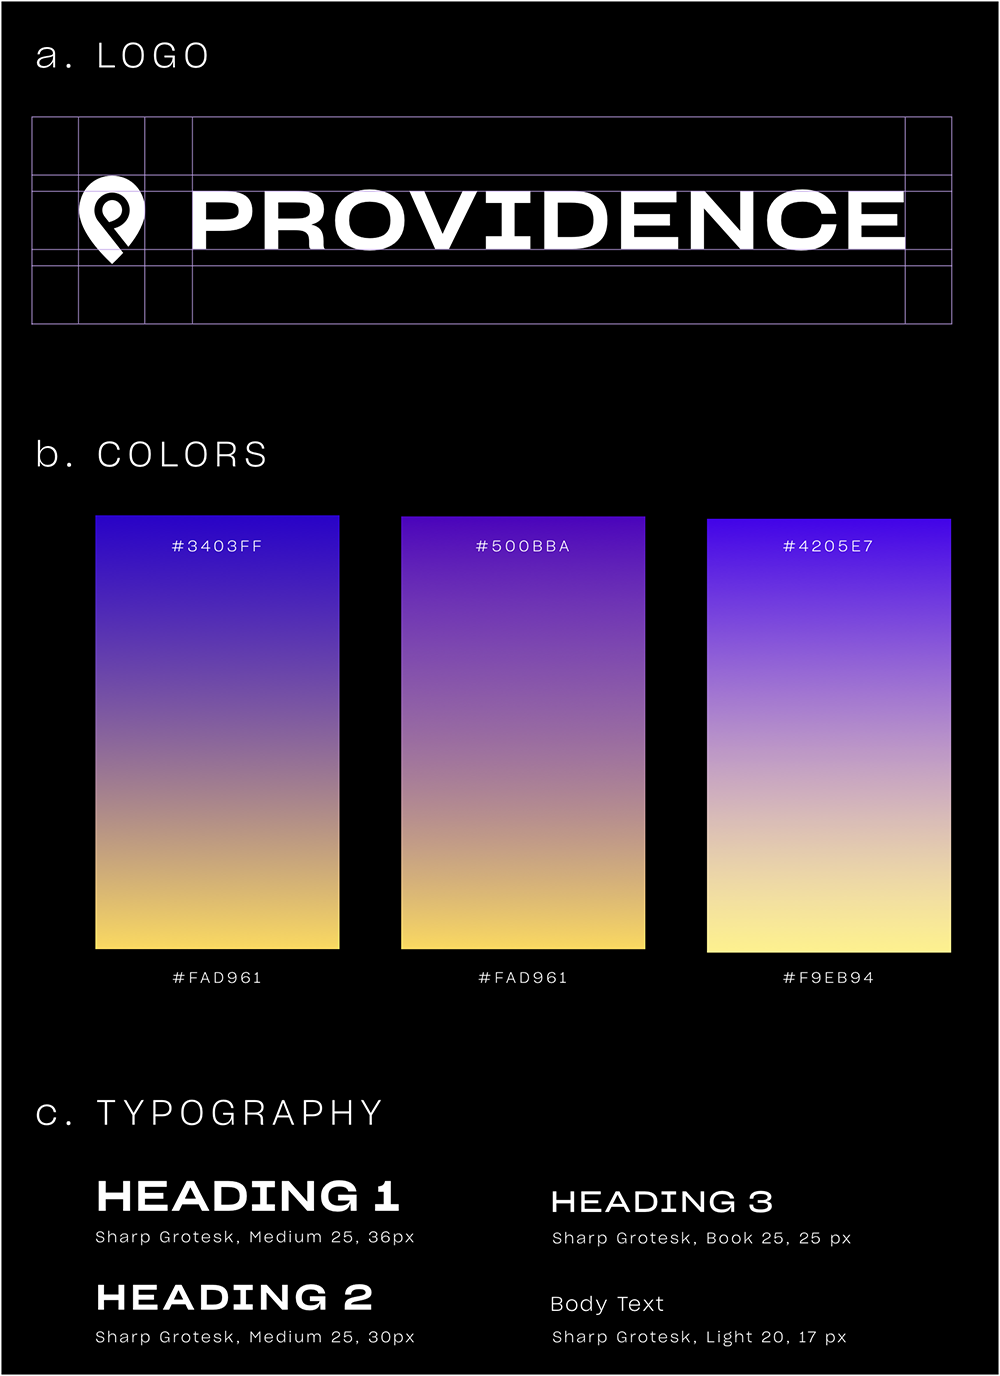 a. LOGO
PROVIDENCE
b. COLORS
#3403FF
#500BBA
#4205E7
#FAD961
#FAD961
#F9EB94
c. TYPOGRAPHY
HEADING 1
Sharp Grotesk, Medium 25, 36px
HEADING 2
Sharp Grotesk, Medium 25, 30px
HEADING 3
Sharp Grotesk, Book 25, 25 px
Body Text
Sharp Grotesk, Light 20, 17 px